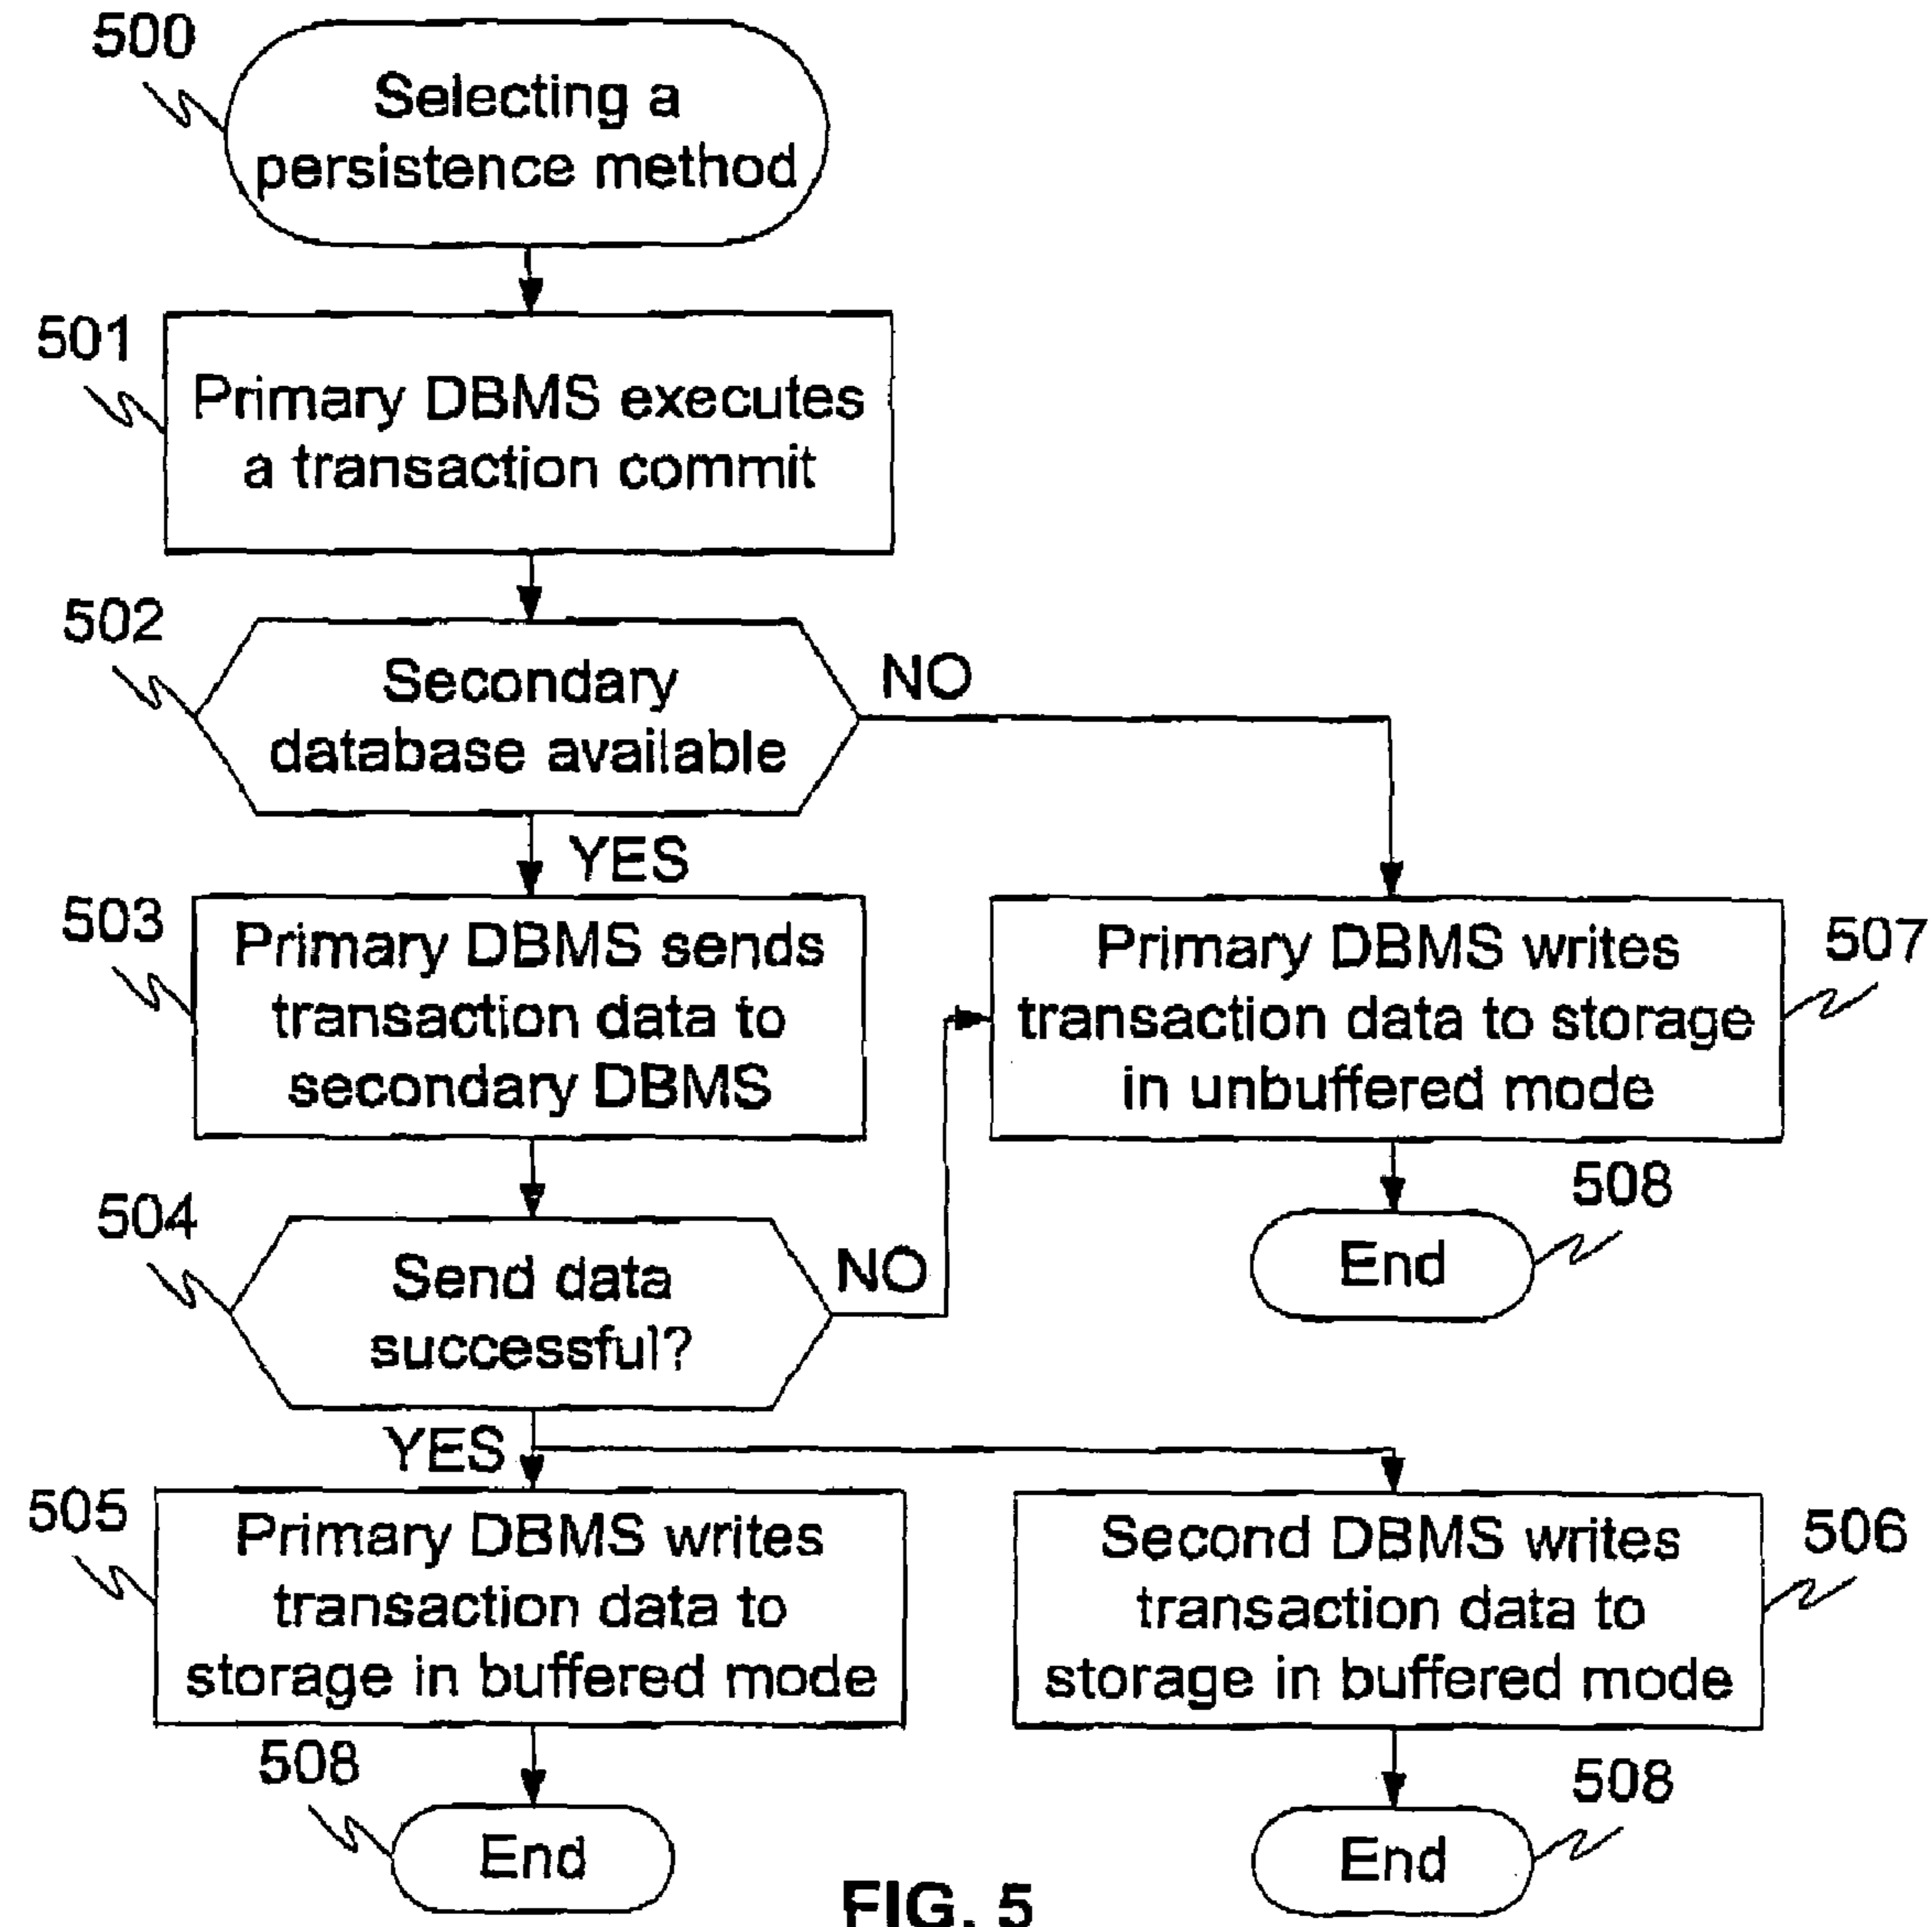 500
Selecting a
persistence method
501
Primary DBMS executes
a transaction commit
502
Secondary
database available
NO
YES
503
Primary DBMS sends
transaction data to
secondary DBMS
Primary DBMS writes
transaction data to storage
in unbuffered mode
507
504
Send data
successful?
NO
508
End
YES
505
Primary DBMS writes
transaction data to
storage in buffered mode
Second DBMS writes
transaction data to
storage in buffered mode
506
508
End
508
End
FIG. 5